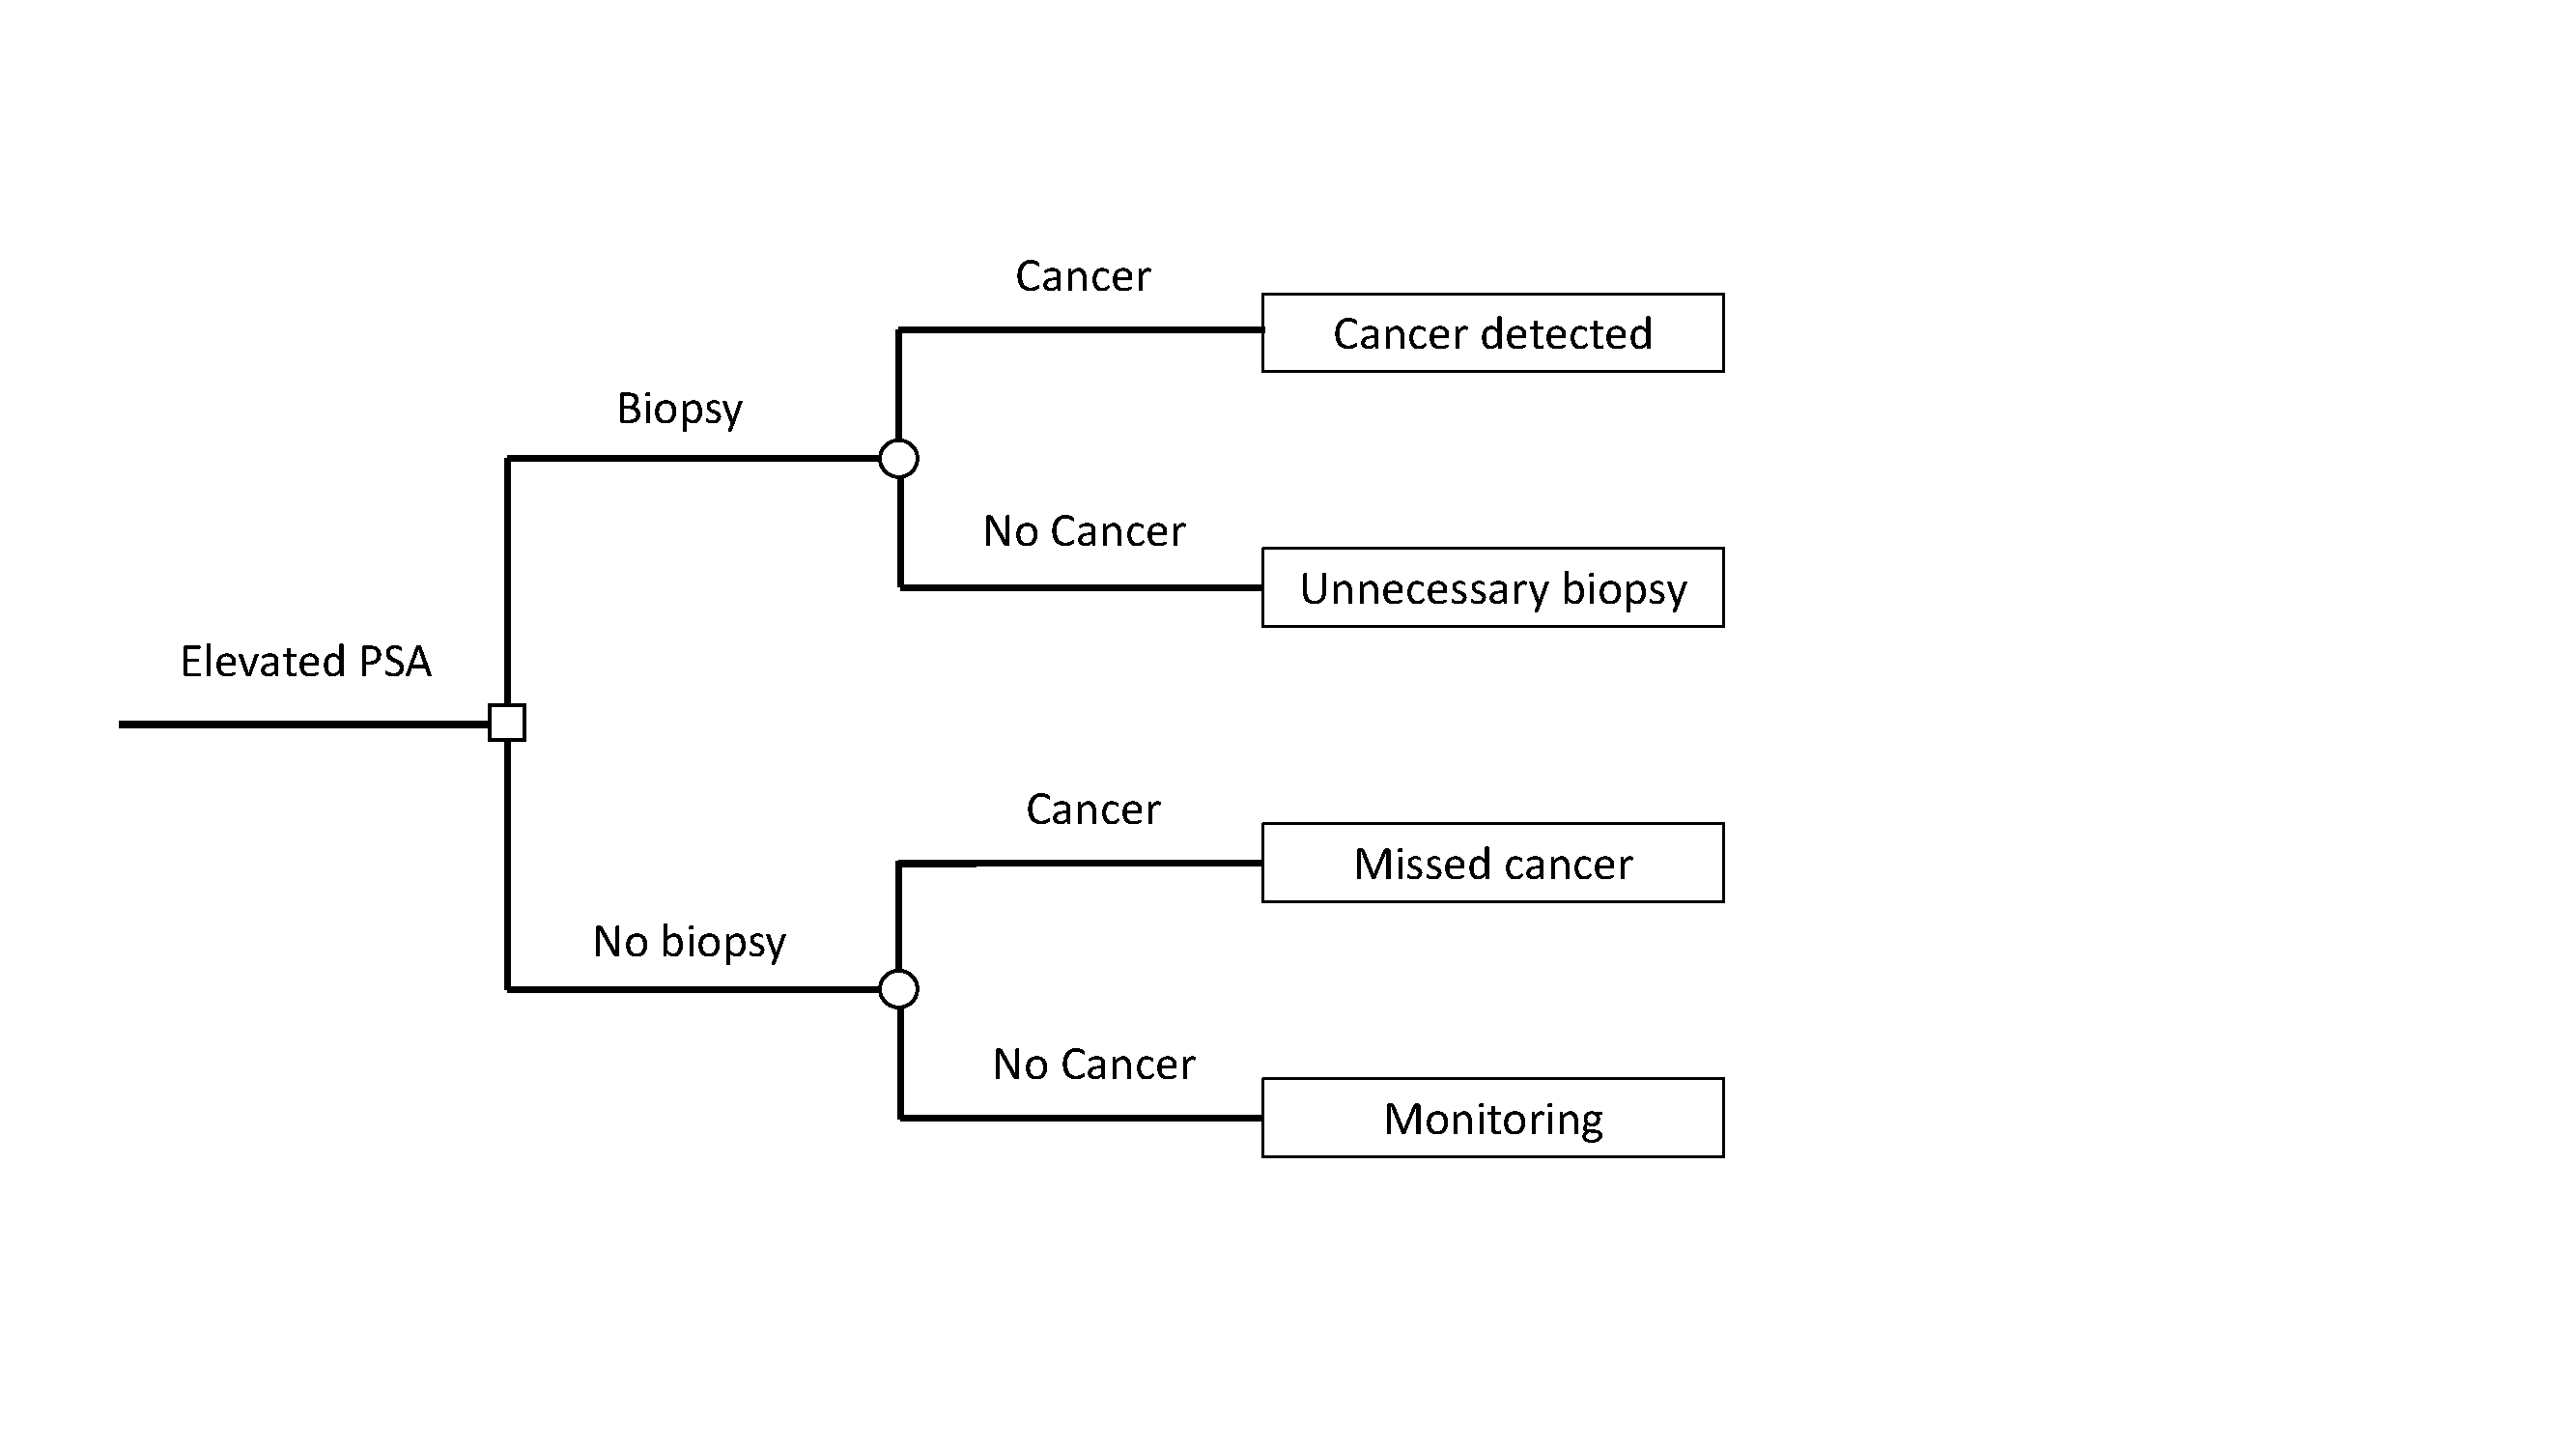 Elevated PSA
Biopsy
Cancer
Cancer detected
No Cancer
Unnecessary biopsy
No biopsy
Cancer
Missed cancer
No Cancer
Monitoring